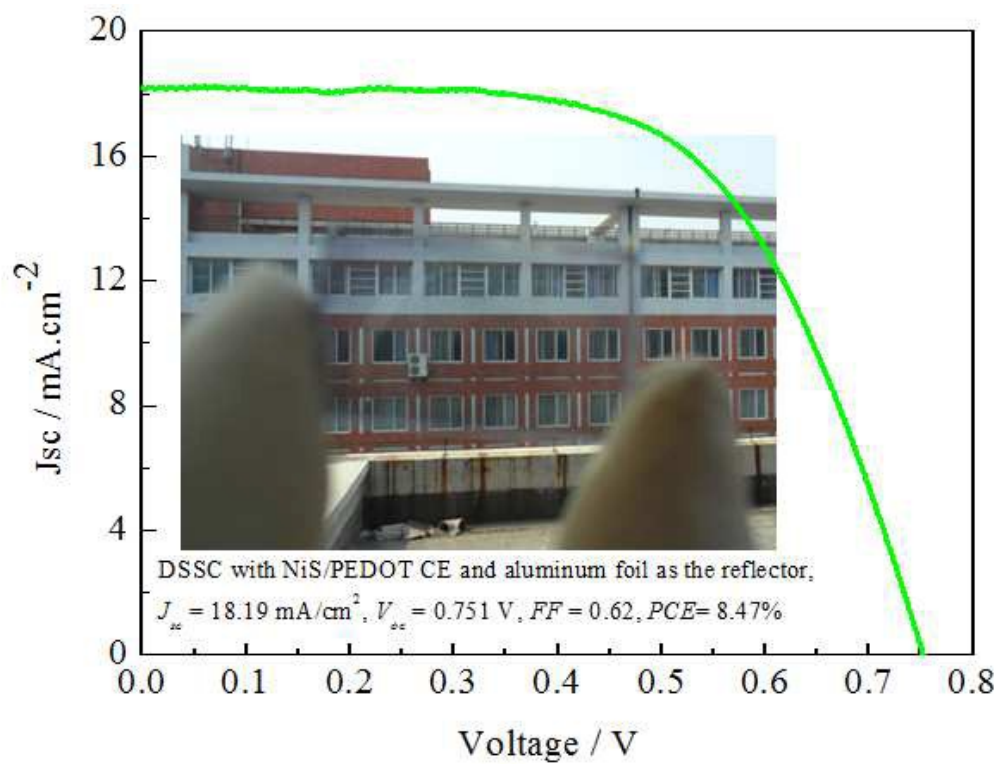 20
16
12
8
4
0
Jsc / mA.cm-2
DSSC with NiS/PEDOT CE and aluminum foil as the reflector,
Jsc = 18.19 mA/cm2, Voc = 0.751 V, FF = 0.62, PCE= 8.47%
0.0 0.1 0.2 0.3 0.4 0.5 0.6 0.7 0.8
Voltage / V